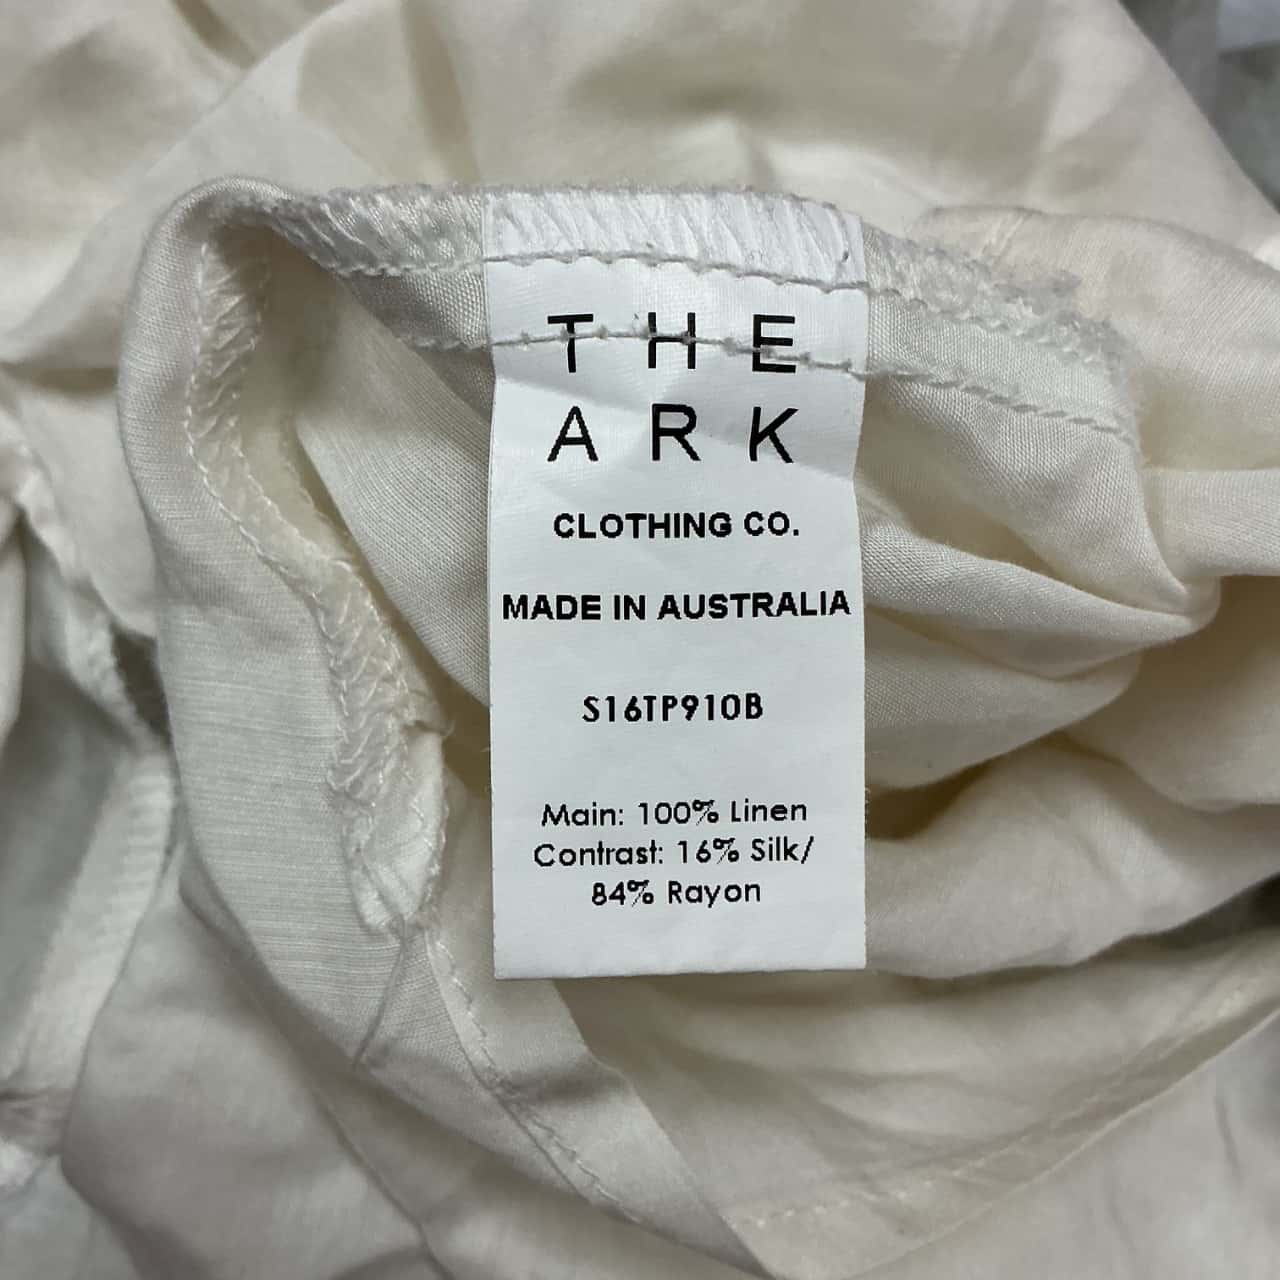 THE
ARK
CLOTHING CO.
MADE IN AUSTRALIA
S16TP910B
Main: 100% Linen
Contrast: 16% Silk/
84% Rayon